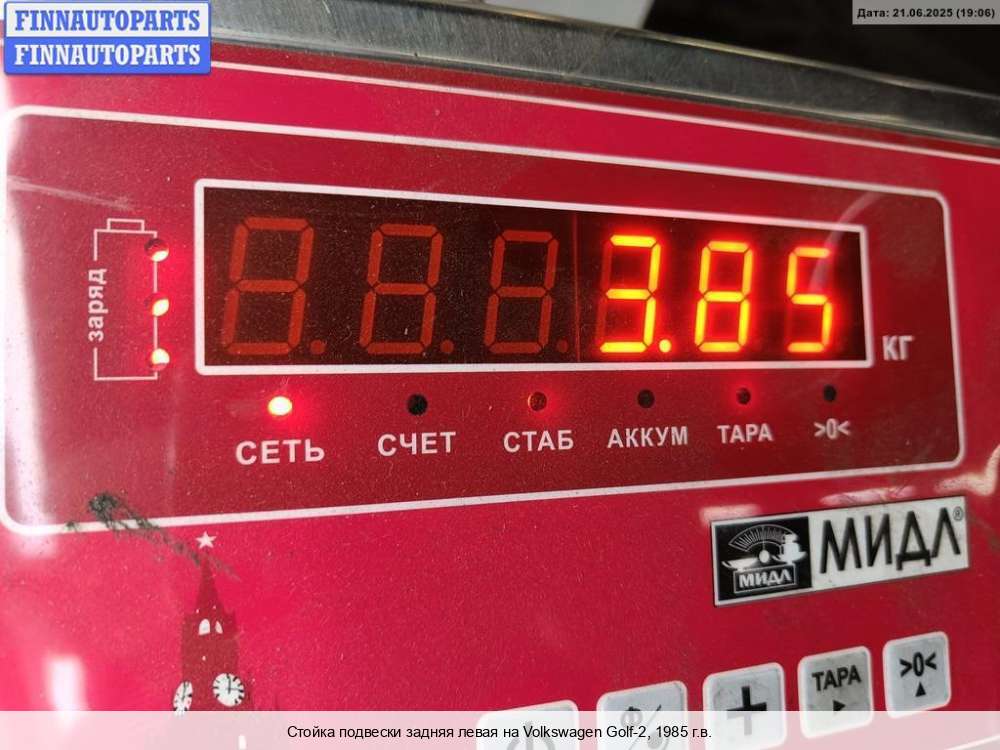 FINNAUTOPARTS
FINNAUTOPARTS
Дата: 21.06.2025 (19:06)
заряд
3.85
КГ
СЕТЬ СЧЕТ СТАБ АККУМ ТАРА >0<
МИДЛ МИДЛ®
+ ТАРА >0<
Стойка подвески задняя левая на Volkswagen Golf-2, 1985 г.в.